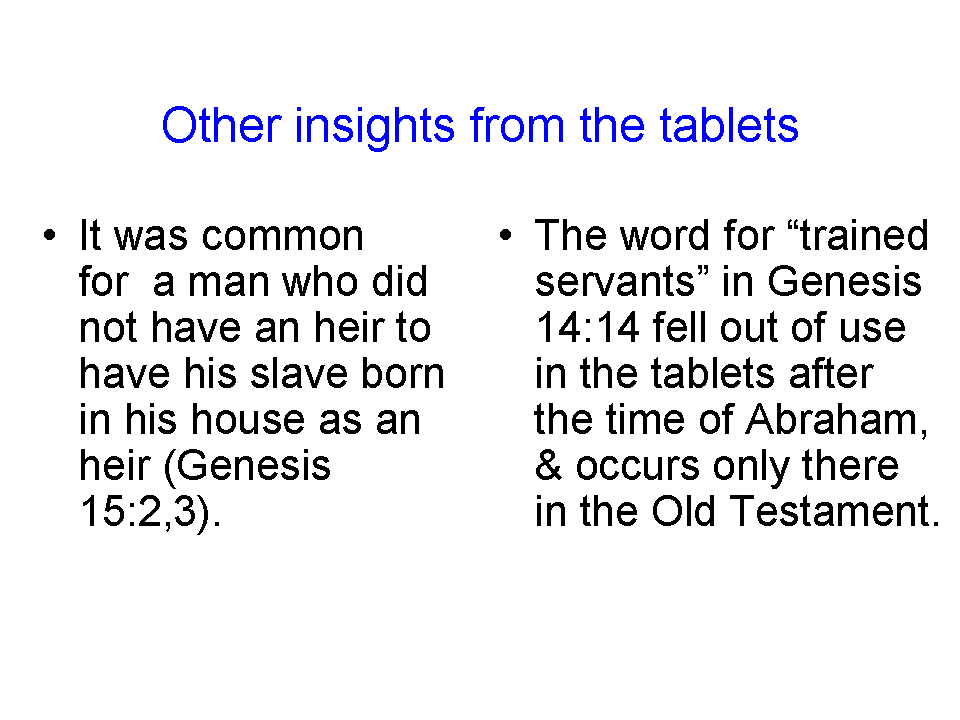 Other insights from the tablets
• It was common
for  a man who did
not have an heir to
have his slave born
in his house as an
heir (Genesis
15:2,3).
• The word for “trained
servants” in Genesis
14:14 fell out of use
in the tablets after
the time of Abraham,
& occurs only there
in the Old Testament.